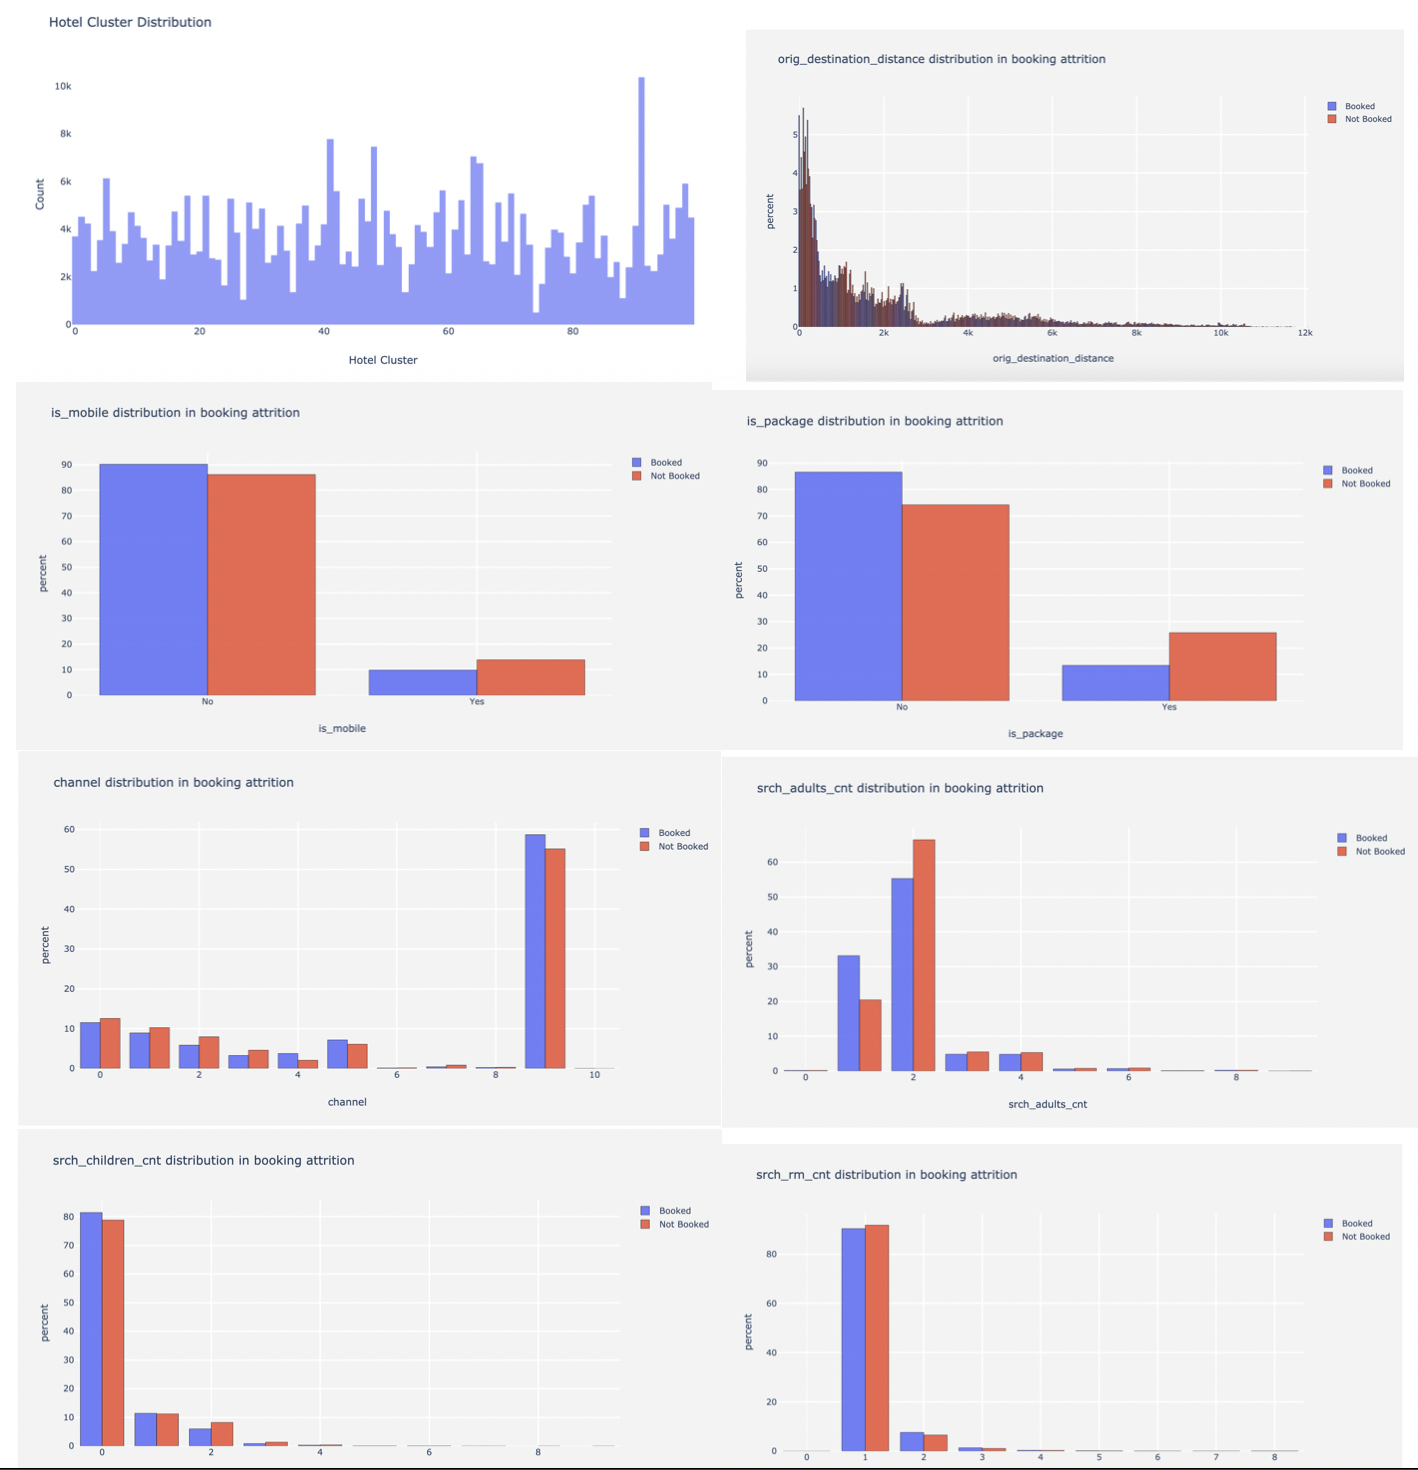 Hotel Cluster Distribution
10k
8k
6k
4k
2k
0
Count
0 20 40 60 80
Hotel Cluster
orig_destination_distance distribution in booking attrition
Booked
Not Booked
5
4
3
2
1
0
percent
0 2k 4k 6k 8k 10k 12k
orig_destination_distance
is_mobile distribution in booking attrition
Booked
Not Booked
90
80
70
60
50
40
30
20
10
0
percent
No Yes
is_mobile
is_package distribution in booking attrition
Booked
Not Booked
90
80
70
60
50
40
30
20
10
0
percent
No Yes
is_package
channel distribution in booking attrition
Booked
Not Booked
60
50
40
30
20
10
0
percent
0 2 4 6 8 10
channel
srch_adults_cnt distribution in booking attrition
Booked
Not Booked
60
50
40
30
20
10
0
percent
0 2 4 6 8
srch_adults_cnt
srch_children_cnt distribution in booking attrition
Booked
Not Booked
80
70
60
50
40
30
20
10
0
percent
0 2 4 6 8
srch_rm_cnt distribution in booking attrition
Booked
Not Booked
80
60
40
20
0
percent
0 1 2 3 4 5 6 7 8